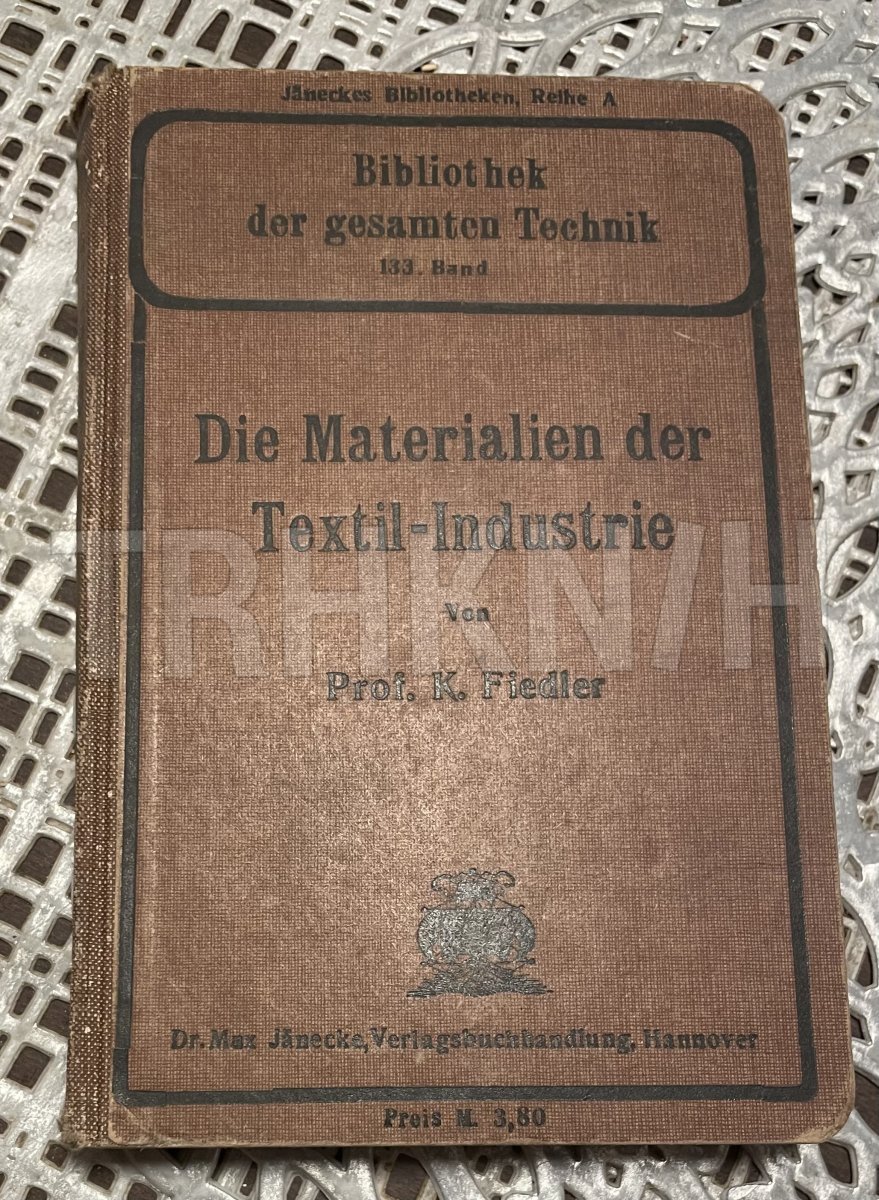 Jäneckes Bibliotheken, Reihe A
Bibliothek
der gesamten Technik
133. Band
Die Materialien der
Textil-Industrie
Von
Prof. K. Fiedler
Dr. Max Jänecke, Verlagsbuchhandlung, Hannover
Preis M. 3,80
TRHKN/H